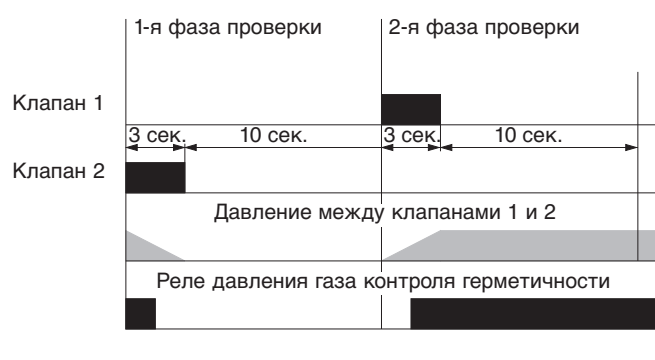 1-я фаза проверки
2-я фаза проверки
Клапан 1
3 сек.
10 сек.
3 сек.
10 сек.
Клапан 2
Давление между клапанами 1 и 2
Реле давления газа контроля герметичности